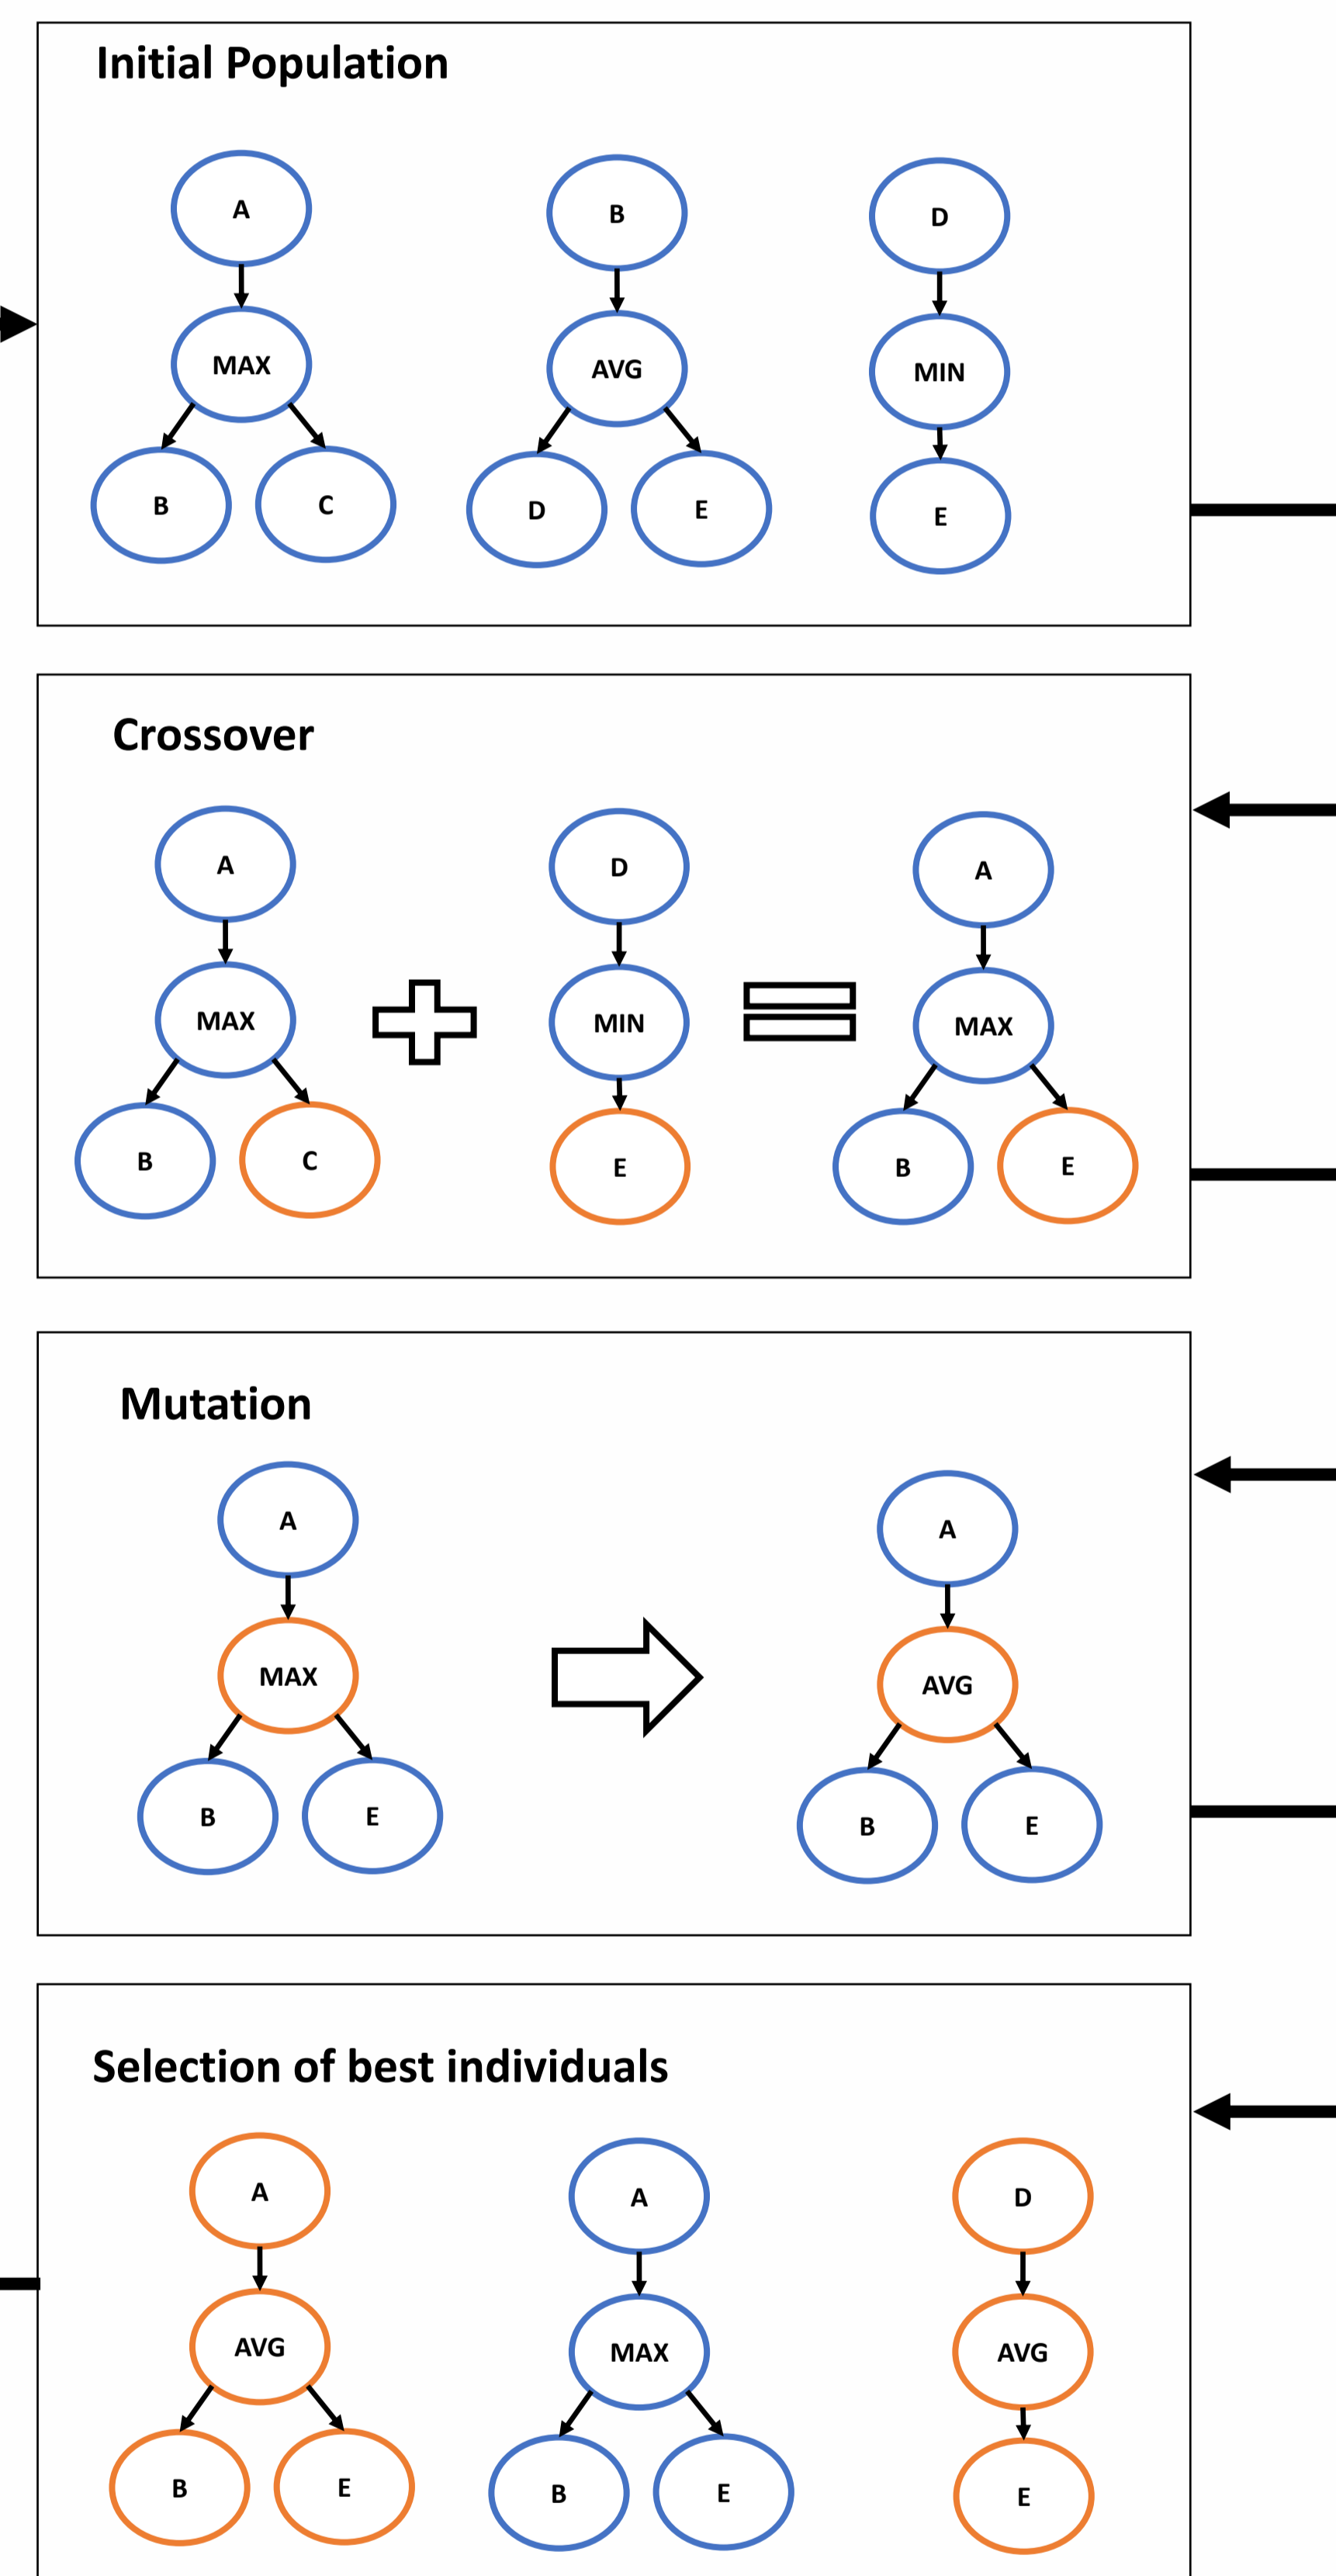 Initial Population
A B D
MAX AVG MIN
B C D E E
Crossover
A D A
MAX MIN MAX
B C E B E
Mutation
A A
MAX AVG
B E B E
Selection of best individuals
A A D
AVG MAX AVG
B E B E E